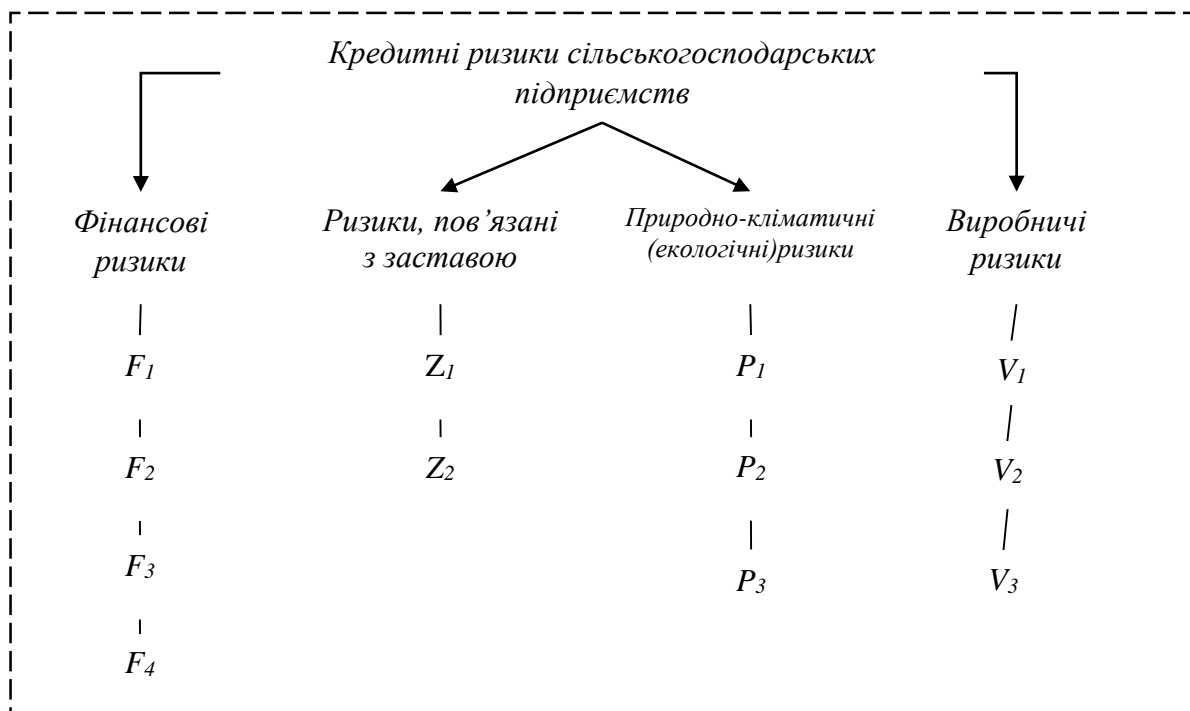 Кредитні ризики сільськогосподарських
підприємств
Фінансові
ризики
Ризики, пов’язані
з заставою
Природно-кліматичні
(екологічні)ризики
Виробничі
ризики
F1
Z1
P1
V1
F2
Z2
P2
V2
F3
P3
V3
F4